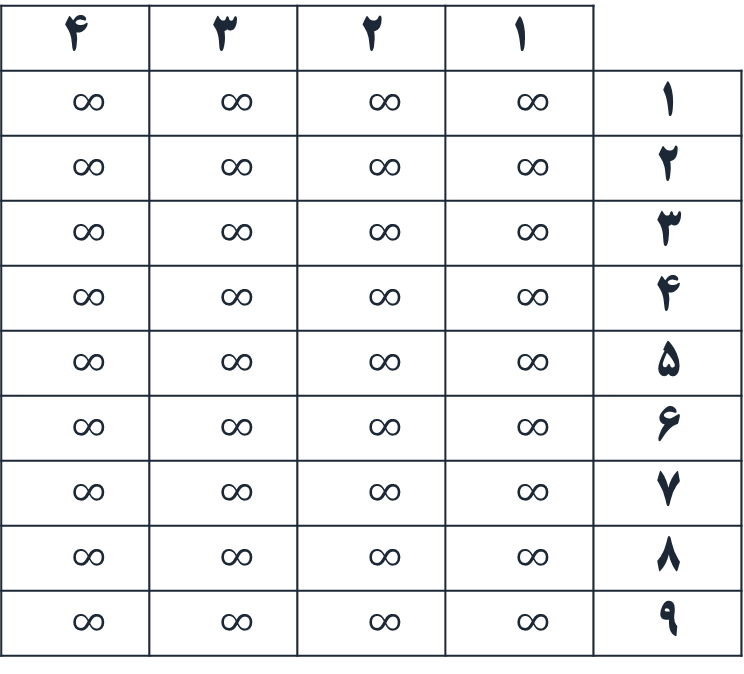 ۱ ۲ ۳ ۴
۱ ∞ ∞ ∞ ∞
۲ ∞ ∞ ∞ ∞
۳ ∞ ∞ ∞ ∞
۴ ∞ ∞ ∞ ∞
۵ ∞ ∞ ∞ ∞
۶ ∞ ∞ ∞ ∞
۷ ∞ ∞ ∞ ∞
۸ ∞ ∞ ∞ ∞
۹ ∞ ∞ ∞ ∞